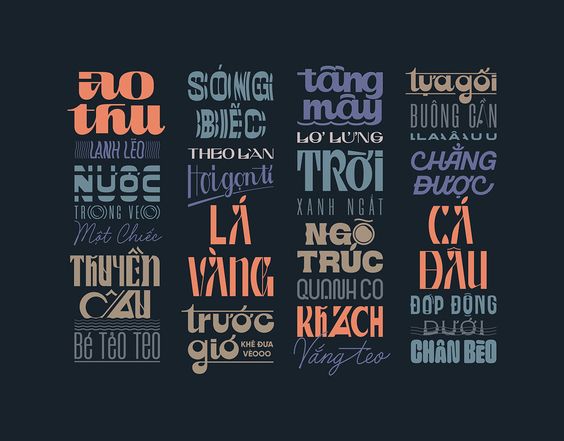 ao
thu
LẠNH LẼO
NƯỚC
TRONG VEO
Một Chiếc
THUYỀN
CÂU
Bé TẺO TEO
SÓNG
BIẾC
THEO LÀN
Hơi gợn tí
LÁ
VÀNG
trước
gió
KHẼ ĐƯA
VÈOOO
tầng
mây
LƠ LỬNG
TRỜI
XANH NGẮT
NGÕ
TRÚC
QUANH CO
KHÁCH
Vắng teo
tựa gối
BUÔNG CẦN
CHẲNG
ĐƯỢC
CÁ
ĐÂU
ĐỚP ĐỘNG
DƯỚI
CHÂN BÈO